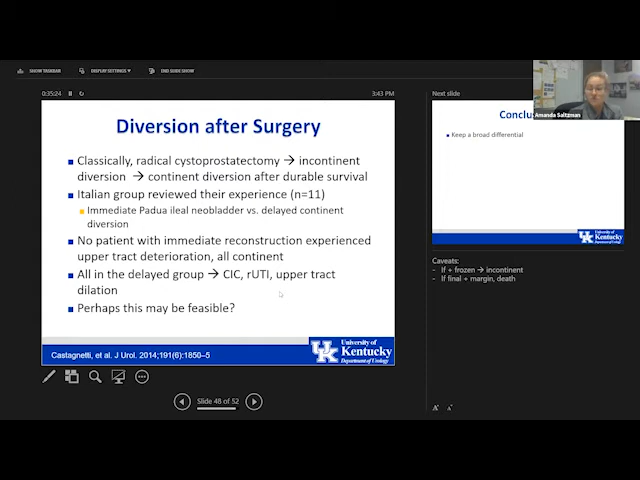 SHOW TASKBAR
DISPLAY SETTINGS ▾
END SLIDE SHOW
0:35:24
3:43 PM
Diversion after Surgery
Classically, radical cystoprostatectomy → incontinent
diversion → continent diversion after durable survival
Italian group reviewed their experience (n=11)
Immediate Padua ileal neobladder vs. delayed continent
diversion
No patient with immediate reconstruction experienced
upper tract deterioration, all continent
All in the delayed group → CIC, rUTI, upper tract
dilation
Perhaps this may be feasible?
Castagnetti, et al. J Urol. 2014;191(6):1850–5
UK
University of
Kentucky
Department of Urology
Slide 48 of 52
Next slide
Conclu
Keep a broad differential
UK
University of
Kentucky
Amanda Saltzman
Caveats:
- If + frozen → incontinent
- If final + margin, death
A A